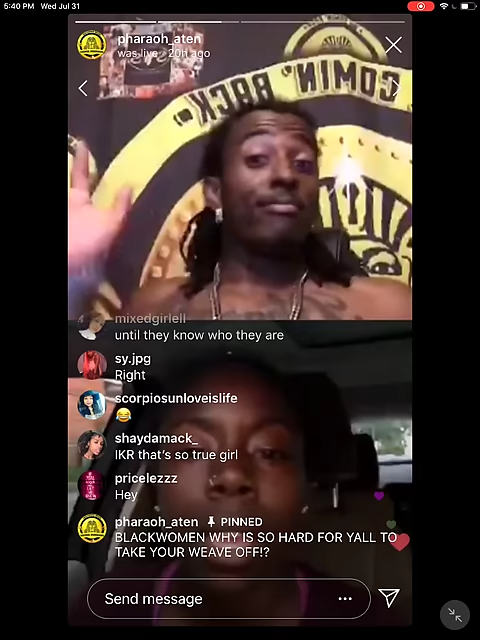 5:40 PM Wed Jul 31
pharaoh_aten
was live · 20h ago
COMIN'
BACK"
mixedgirlell
until they know who they are
sy.jpg
Right
scorpiosunloveislife
😂
shaydamack_
IKR that's so true girl
pricelezzz
Hey
pharaoh_aten PINNED
BLACKWOMEN WHY IS SO HARD FOR YALL TO
TAKE YOUR WEAVE OFF!?
Send message